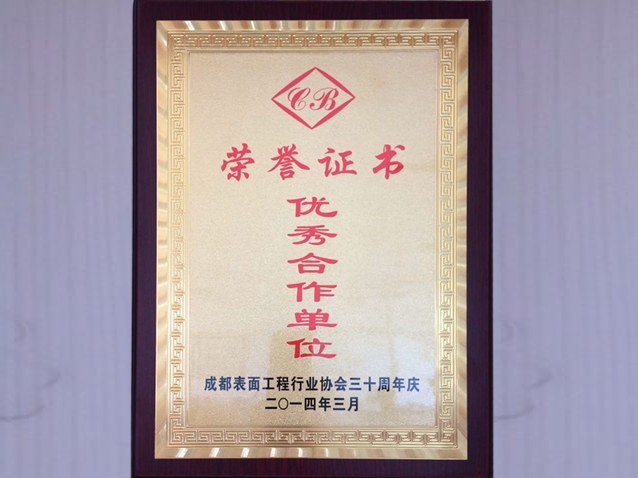 CB
荣誉证书
优秀合作单位
成都表面工程行业协会三十周年庆
二〇一四年三月